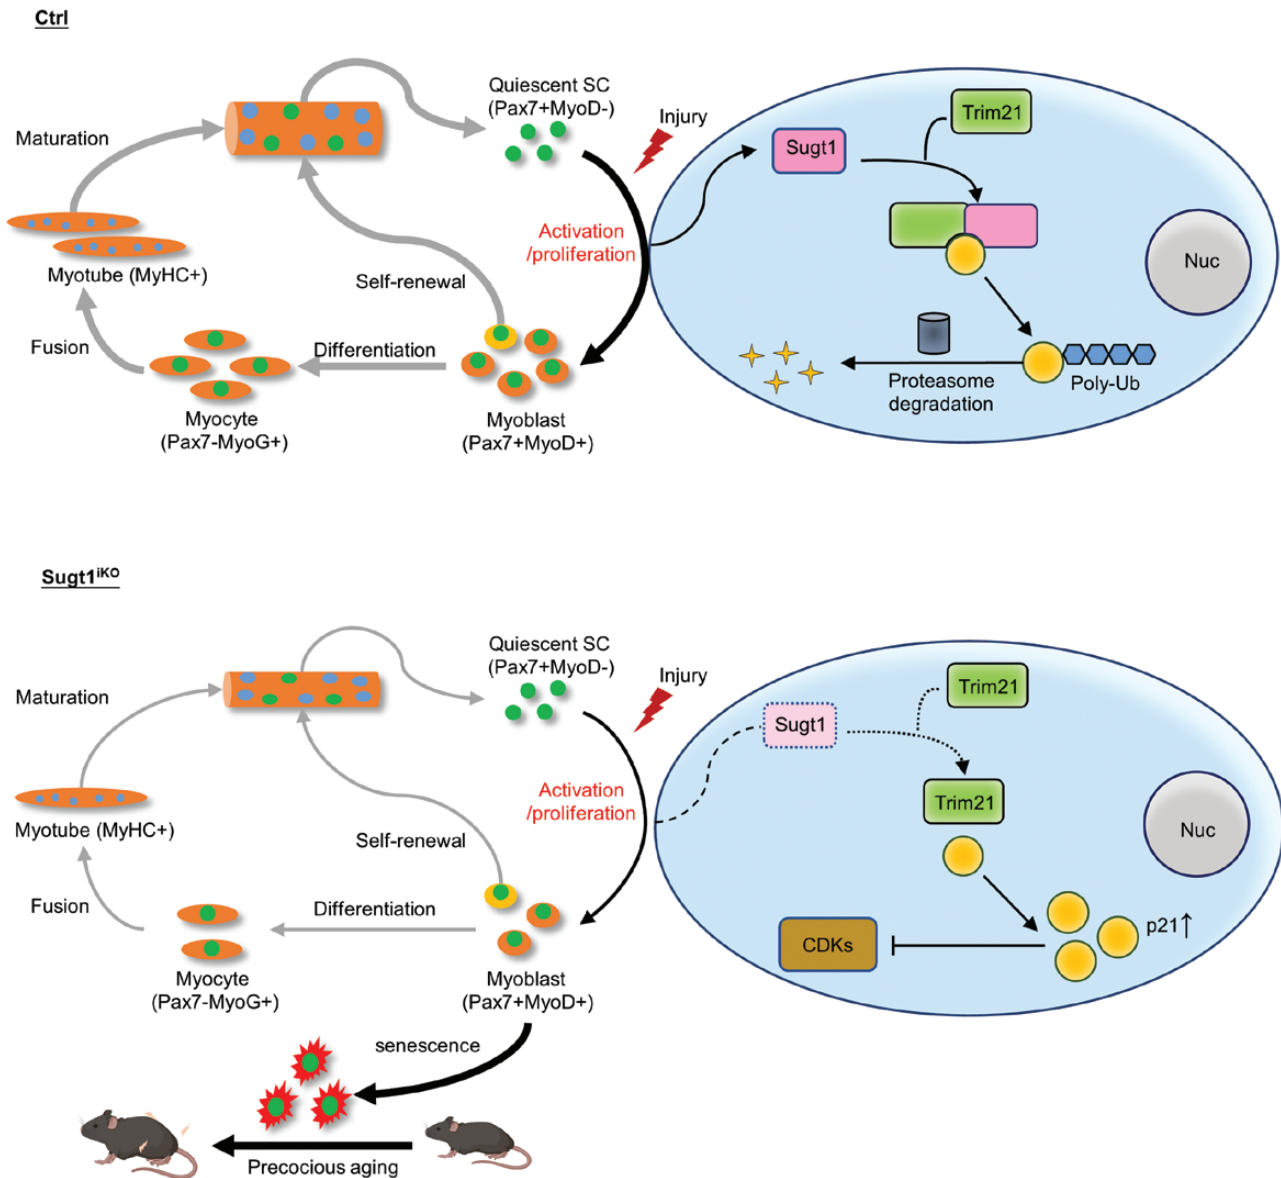 Ctrl
Quiescent SC
(Pax7+MyoD-)
Injury
Trim21
Sugt1
Maturation
Activation
/proliferation
Nuc
Myotube (MyHC+)
Self-renewal
Fusion
Differentiation
Proteasome
degradation
Poly-Ub
Myocyte
(Pax7-MyoG+)
Myoblast
(Pax7+MyoD+)
Sugt1iKO
Quiescent SC
(Pax7+MyoD-)
Injury
Trim21
Maturation
Sugt1
Activation
/proliferation
Trim21
Nuc
Myotube (MyHC+)
Self-renewal
Fusion
Differentiation
p21↑
CDKs
Myocyte
(Pax7-MyoG+)
Myoblast
(Pax7+MyoD+)
senescence
Precocious aging